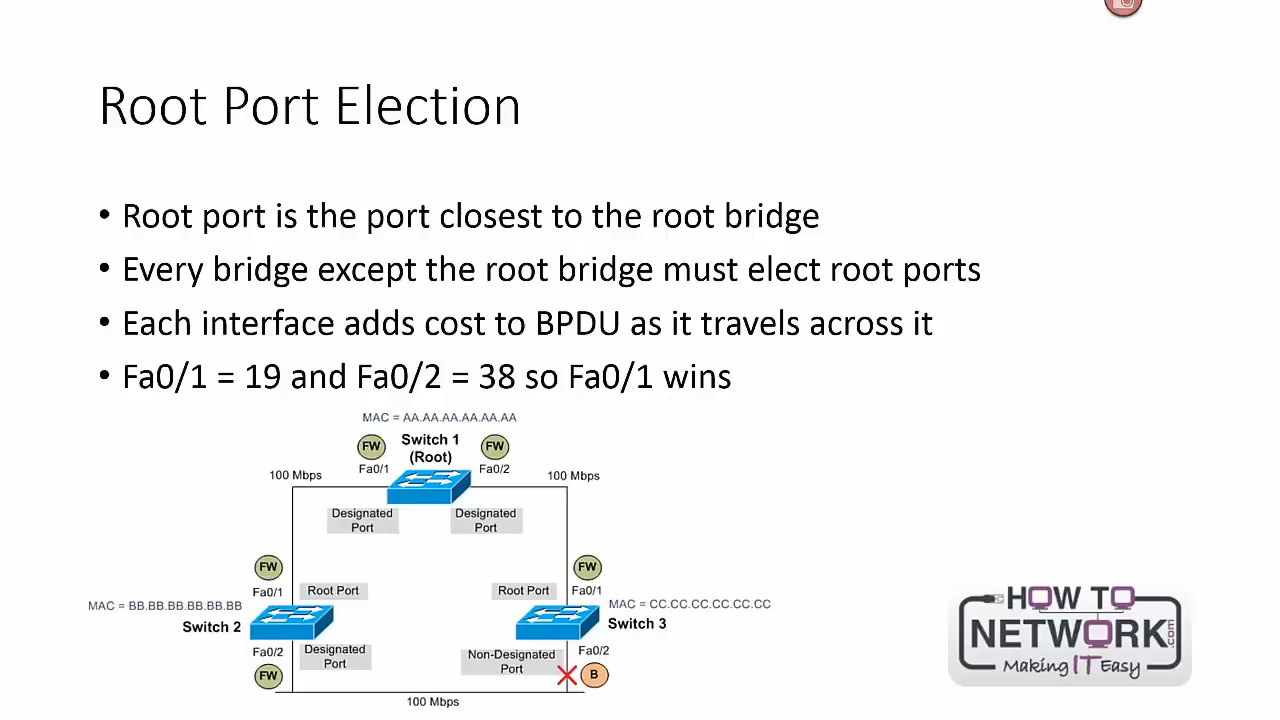 Root Port Election
• Root port is the port closest to the root bridge
• Every bridge except the root bridge must elect root ports
• Each interface adds cost to BPDU as it travels across it
• Fa0/1 = 19 and Fa0/2 = 38 so Fa0/1 wins
MAC = AA.AA.AA.AA.AA.AA
FW
Switch 1
(Root)
FW
Fa0/1
Fa0/2
100 Mbps
100 Mbps
Designated
Port
Designated
Port
FW
Fa0/1
Root Port
Root Port
FW
Fa0/1
MAC = BB.BB.BB.BB.BB.BB
Switch 2
MAC = CC.CC.CC.CC.CC.CC
Switch 3
Fa0/2
FW
Designated
Port
Non-Designated
Port
Fa0/2
B
100 Mbps
HOW TO
NETWORK.com
Making IT Easy